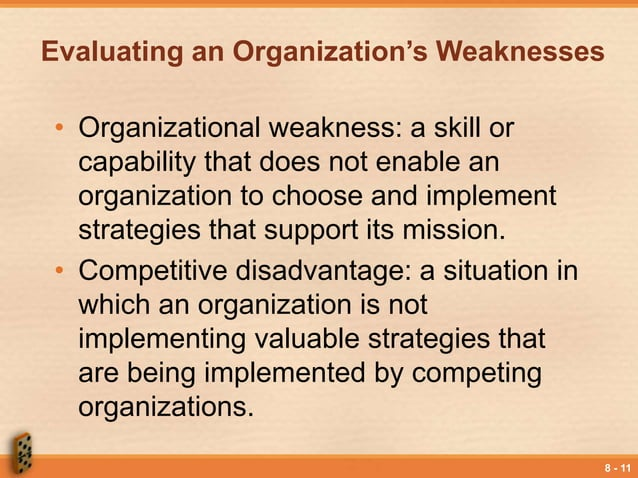 Evaluating an Organization’s Weaknesses
• Organizational weakness: a skill or
capability that does not enable an
organization to choose and implement
strategies that support its mission.
• Competitive disadvantage: a situation in
which an organization is not
implementing valuable strategies that
are being implemented by competing
organizations.
8 - 11